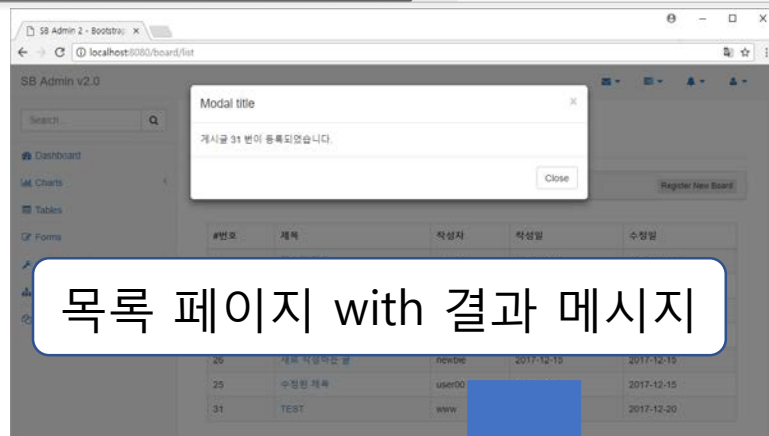 SB Admin 2 - Bootstrap
localhost:8080/board/list
SB Admin v2.0
Modal title
×
Search...
게시글 31 번이 등록되었습니다.
Dashboard
Close
Charts
Register New Board
Tables
Forms
#번호 제목 작성자 작성일 수정일
목록 페이지 with 결과 메시지
26 새로 작성하는 글 newbie 2017-12-15 2017-12-15
25 수정된 제목 user00 2017-12-15
31 TEST www 2017-12-20